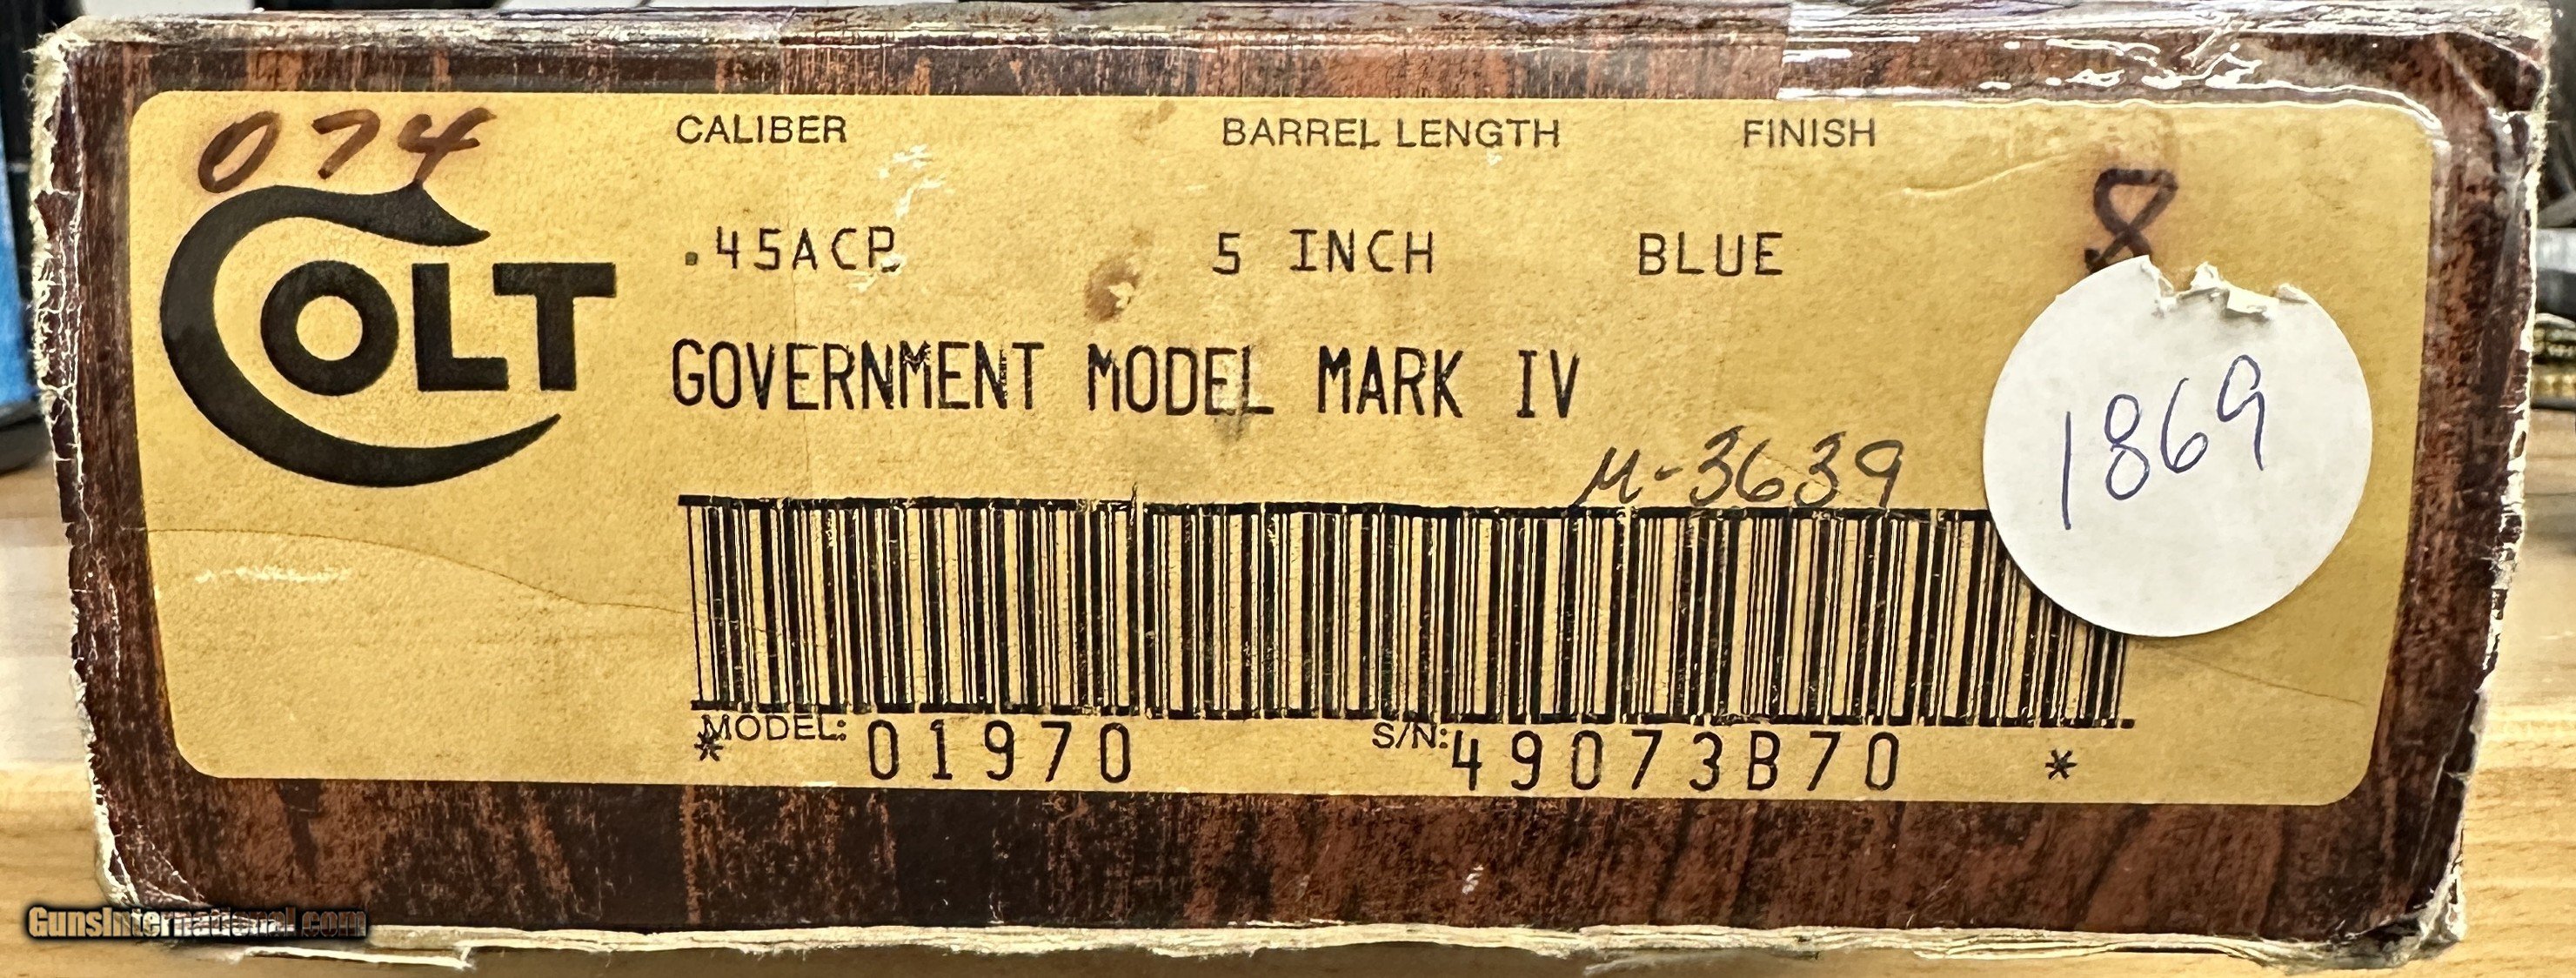 074
COLT
CALIBER BARREL LENGTH FINISH
8
.45ACP 5 INCH BLUE
GOVERNMENT MODEL MARK IV
1869
M-3639
MODEL: S/N:
* 01970 49073B70 *
GunsInternational.com